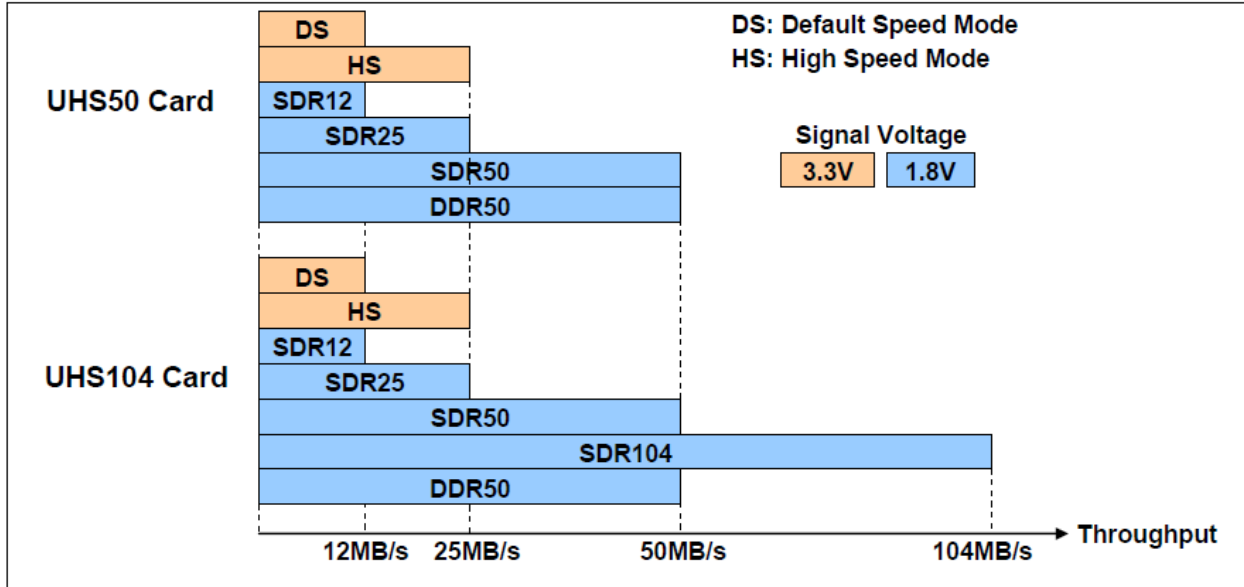 DS: Default Speed Mode
HS: High Speed Mode
Signal Voltage
3.3V
1.8V
UHS50 Card
DS
HS
SDR12
SDR25
SDR50
DDR50
UHS104 Card
DS
HS
SDR12
SDR25
SDR50
SDR104
DDR50
12MB/s
25MB/s
50MB/s
104MB/s
Throughput